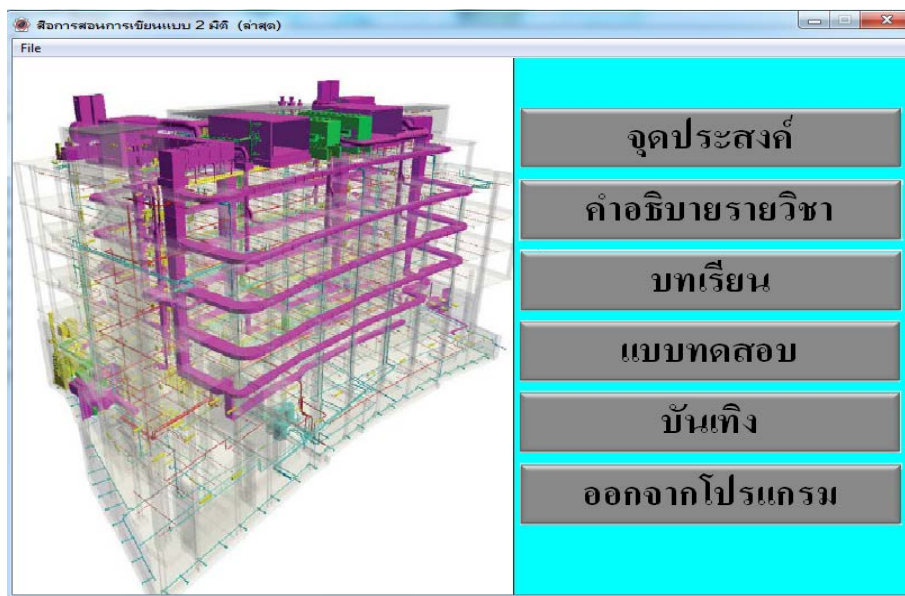 สื่อการสอนการเขียนแบบ 2 มิติ (ล่าสุด)
File
จุดประสงค์
คำอธิบายรายวิชา
บทเรียน
แบบทดสอบ
บันเทิง
ออกจากโปรแกรม